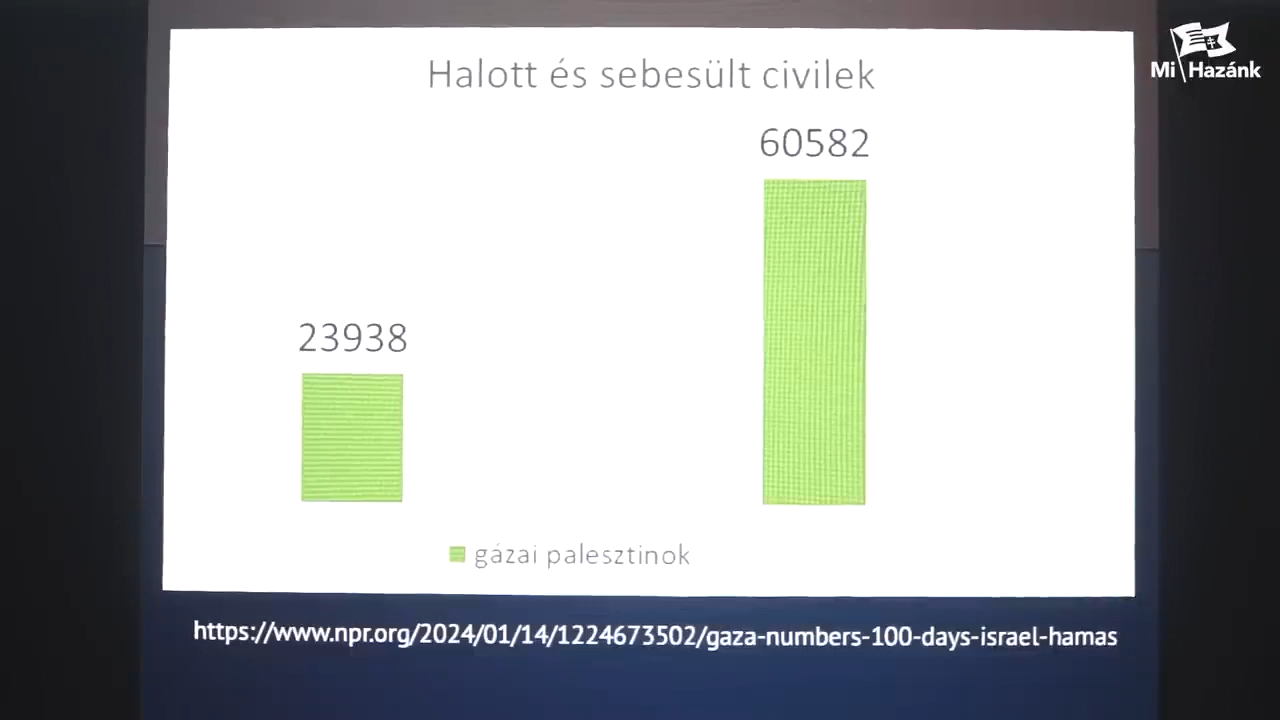 Mi Hazánk
Halott és sebesült civilek
60582
23938
gázai palesztinok
https://www.npr.org/2024/01/14/1224673502/gaza-numbers-100-days-israel-hamas